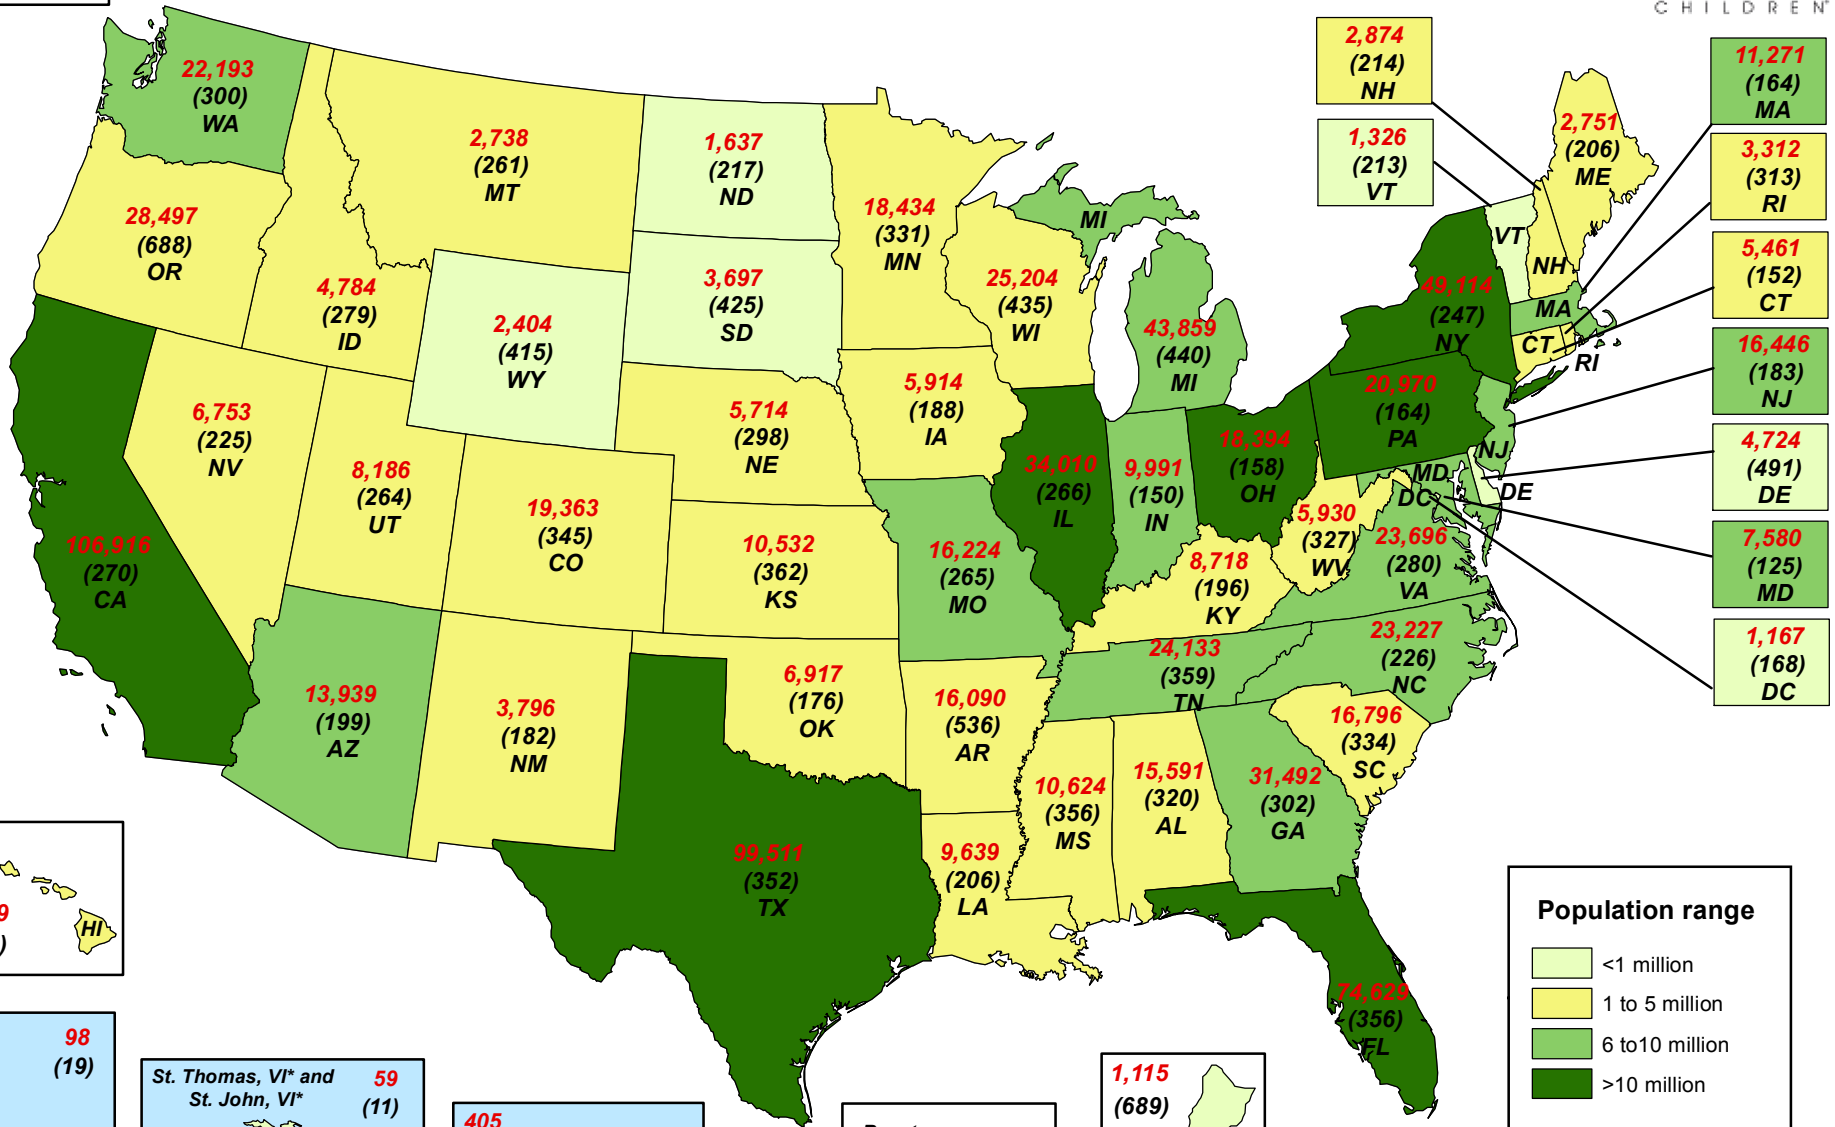 CHILDREN
22,193
(300)
WA
2,738
(261)
MT
1,637
(217)
ND
18,434
(331)
MN
28,497
(688)
OR
4,784
(279)
ID
2,404
(415)
WY
3,697
(425)
SD
25,204
(435)
WI
MI
43,859
(440)
MI
6,753
(225)
NV
8,186
(264)
UT
19,363
(345)
CO
5,714
(298)
NE
5,914
(188)
IA
34,010
(266)
IL
9,991
(150)
IN
18,394
(158)
OH
20,970
(164)
PA
49,114
(247)
NY
2,751
(206)
ME
VT
NH
MA
CT
RI
NJ
DE
MD
DC
2,874
(214)
NH
1,326
(213)
VT
11,271
(164)
MA
3,312
(313)
RI
5,461
(152)
CT
16,446
(183)
NJ
4,724
(491)
DE
7,580
(125)
MD
1,167
(168)
DC
106,916
(270)
CA
13,939
(199)
AZ
3,796
(182)
NM
10,532
(362)
KS
16,224
(265)
MO
8,718
(196)
KY
5,930
(327)
WV
23,696
(280)
VA
23,227
(226)
NC
24,133
(359)
TN
6,917
(176)
OK
16,090
(536)
AR
16,796
(334)
SC
99,511
(352)
TX
9,639
(206)
LA
10,624
(356)
MS
15,591
(320)
AL
31,492
(302)
GA
74,629
(356)
FL
9
)
HI
98
(19)
St. Thomas, VI* and
St. John, VI*
59
(11)
405
1,115
(689)
Population range
<1 million
1 to 5 million
6 to10 million
>10 million